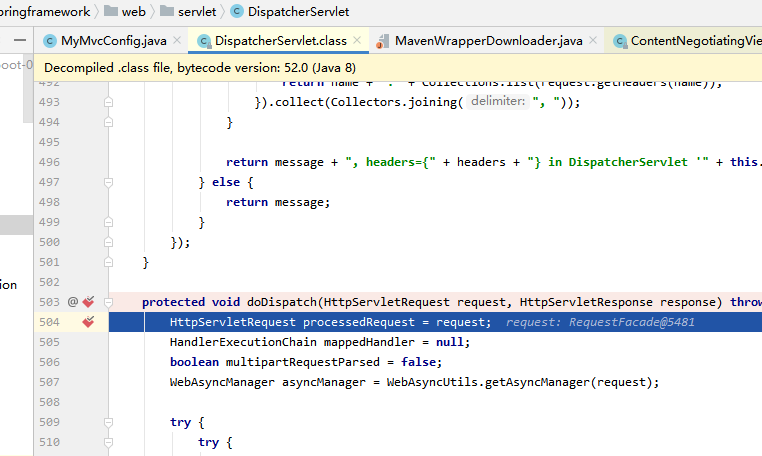 oringframework web servlet DispatcherServlet
MyMvcConfig.java DispatcherServlet.class MavenWrapperDownloader.java ContentNegotiatingVie
oot-0
Decompiled .class file, bytecode version: 52.0 (Java 8)
492 return name + ":" + Collections.list(request.getHeaders(name));
493 }).collect(Collectors.joining( delimiter: ", "));
494 }
495
496 return message + ", headers={" + headers + "} in DispatcherServlet '" + this.
497 } else {
498 return message;
499 }
500 });
501 }
ion
502
503 @ protected void doDispatch(HttpServletRequest request, HttpServletResponse response) throw
504 HttpServletRequest processedRequest = request; request: RequestFacade@5481
505 HandlerExecutionChain mappedHandler = null;
506 boolean multipartRequestParsed = false;
507 WebAsyncManager asyncManager = WebAsyncUtils.getAsyncManager(request);
508
509 try {
510 try {